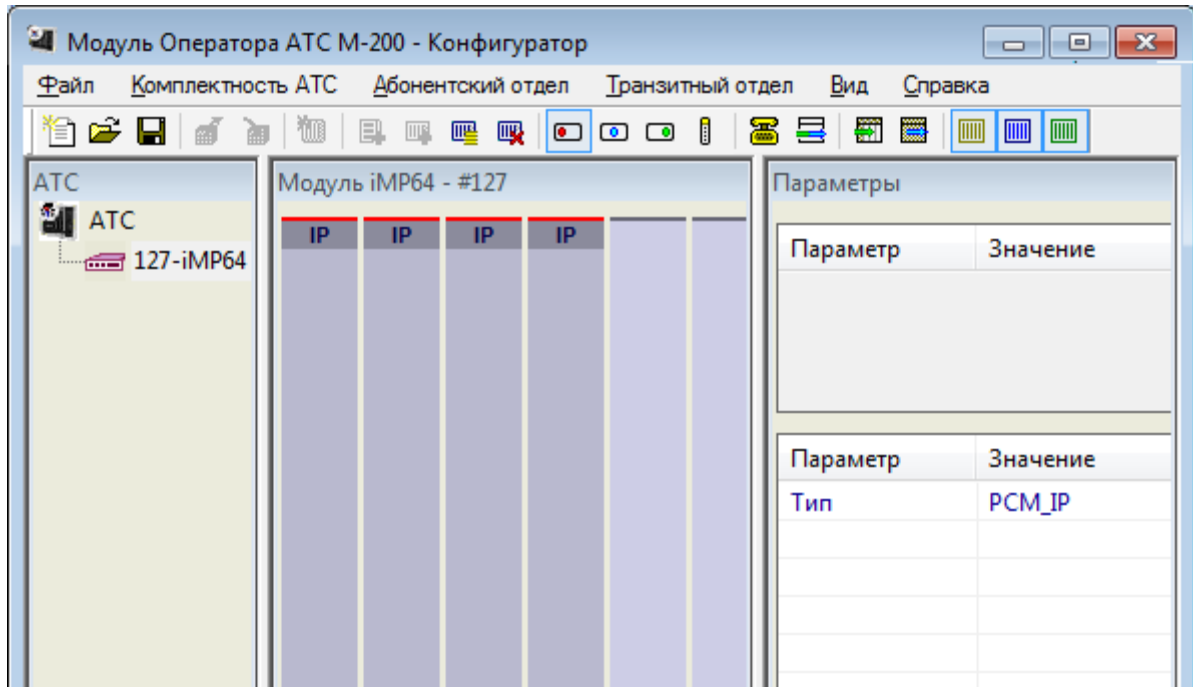 Модуль Оператора АТС М-200 - Конфигуратор
Файл Комплектность АТС Абонентский отдел Транзитный отдел Вид Справка
АТС
АТС
127-iMP64
Модуль iMP64 - #127
IP IP IP IP
Параметры
Параметр Значение
Параметр Значение
Тип PCM_IP